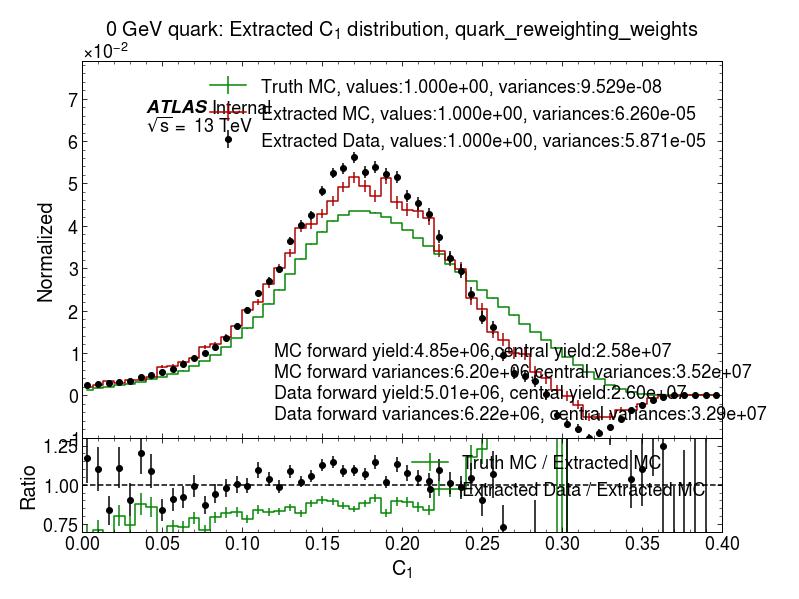 0 GeV quark: Extracted C1 distribution, quark_reweighting_weights
×10−2
Truth MC, values:1.000e+00, variances:9.529e-08
ATLAS Internal
Extracted MC, values:1.000e+00, variances:6.260e-05
√s = 13 TeV
Extracted Data, values:1.000e+00, variances:5.871e-05
7
6
5
4
3
2
1
0
−1
Normalized
MC forward yield:4.85e+06,central yield:2.58e+07
MC forward variances:6.20e+06,central variances:3.52e+07
Data forward yield:5.01e+06, central yield:2.60e+07
Data forward variances:6.22e+06, central variances:3.29e+07
1.25
1.00
0.75
Ratio
Truth MC / Extracted MC
Extracted Data / Extracted MC
0.00 0.05 0.10 0.15 0.20 0.25 0.30 0.35 0.40
C1